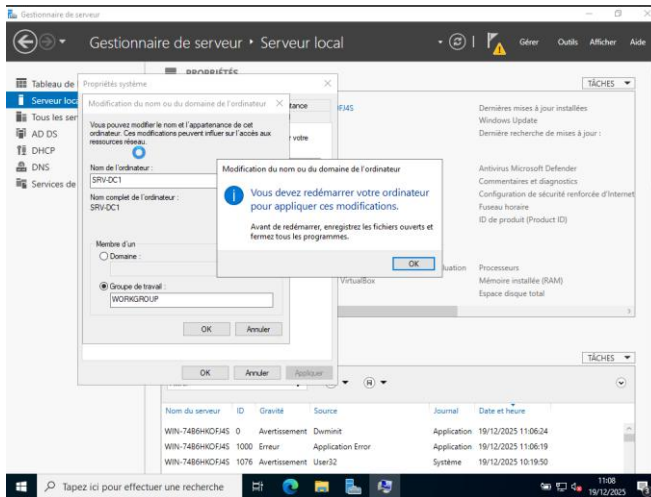 Gestionnaire de serveur
Gestionnaire de serveur • Serveur local
Gérer Outils Afficher Aide
Tableau de
Serveur loca
Tous les ser
AD DS
DHCP
DNS
Services de
PROPRIÉTÉS
TÂCHES
Propriétés système
Modification du nom ou du domaine de l'ordinateur
Vous pouvez modifier le nom et l'appartenance de cet
ordinateur. Ces modifications peuvent influer sur l'accès aux
ressources réseau.
Nom de l'ordinateur :
SRV-DC1
Nom complet de l'ordinateur :
SRV-DC1
Membre d'un
Domaine :
Groupe de travail :
WORKGROUP
OK Annuler
OK Annuler Appliquer
tance
r votre
Modification du nom ou du domaine de l'ordinateur
Vous devez redémarrer votre ordinateur
pour appliquer ces modifications.
Avant de redémarrer, enregistrez les fichiers ouverts et
fermez tous les programmes.
OK
FJ4S
luation
VirtualBox
Dernières mises à jour installées
Windows Update
Dernière recherche de mises à jour :
Antivirus Microsoft Defender
Commentaires et diagnostics
Configuration de sécurité renforcée d'Internet
Fuseau horaire
ID de produit (Product ID)
Processeurs
Mémoire installée (RAM)
Espace disque total
TÂCHES
Nom du serveur ID Gravité Source Journal Date et heure
WIN-74B6HKOFJ4S 0 Avertissement Dwminit Application 19/12/2025 11:06:24
WIN-74B6HKOFJ4S 1000 Erreur Application Error Application 19/12/2025 11:06:19
WIN-74B6HKOFJ4S 1076 Avertissement User32 Système 19/12/2025 10:19:50
Tapez ici pour effectuer une recherche
11:08
19/12/2025